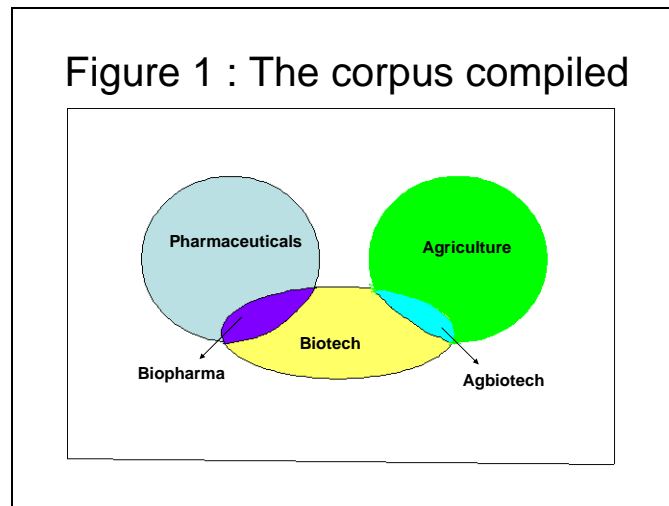 Figure 1 : The corpus compiled
Pharmaceuticals
Agriculture
Biotech
Biopharma
Agbiotech